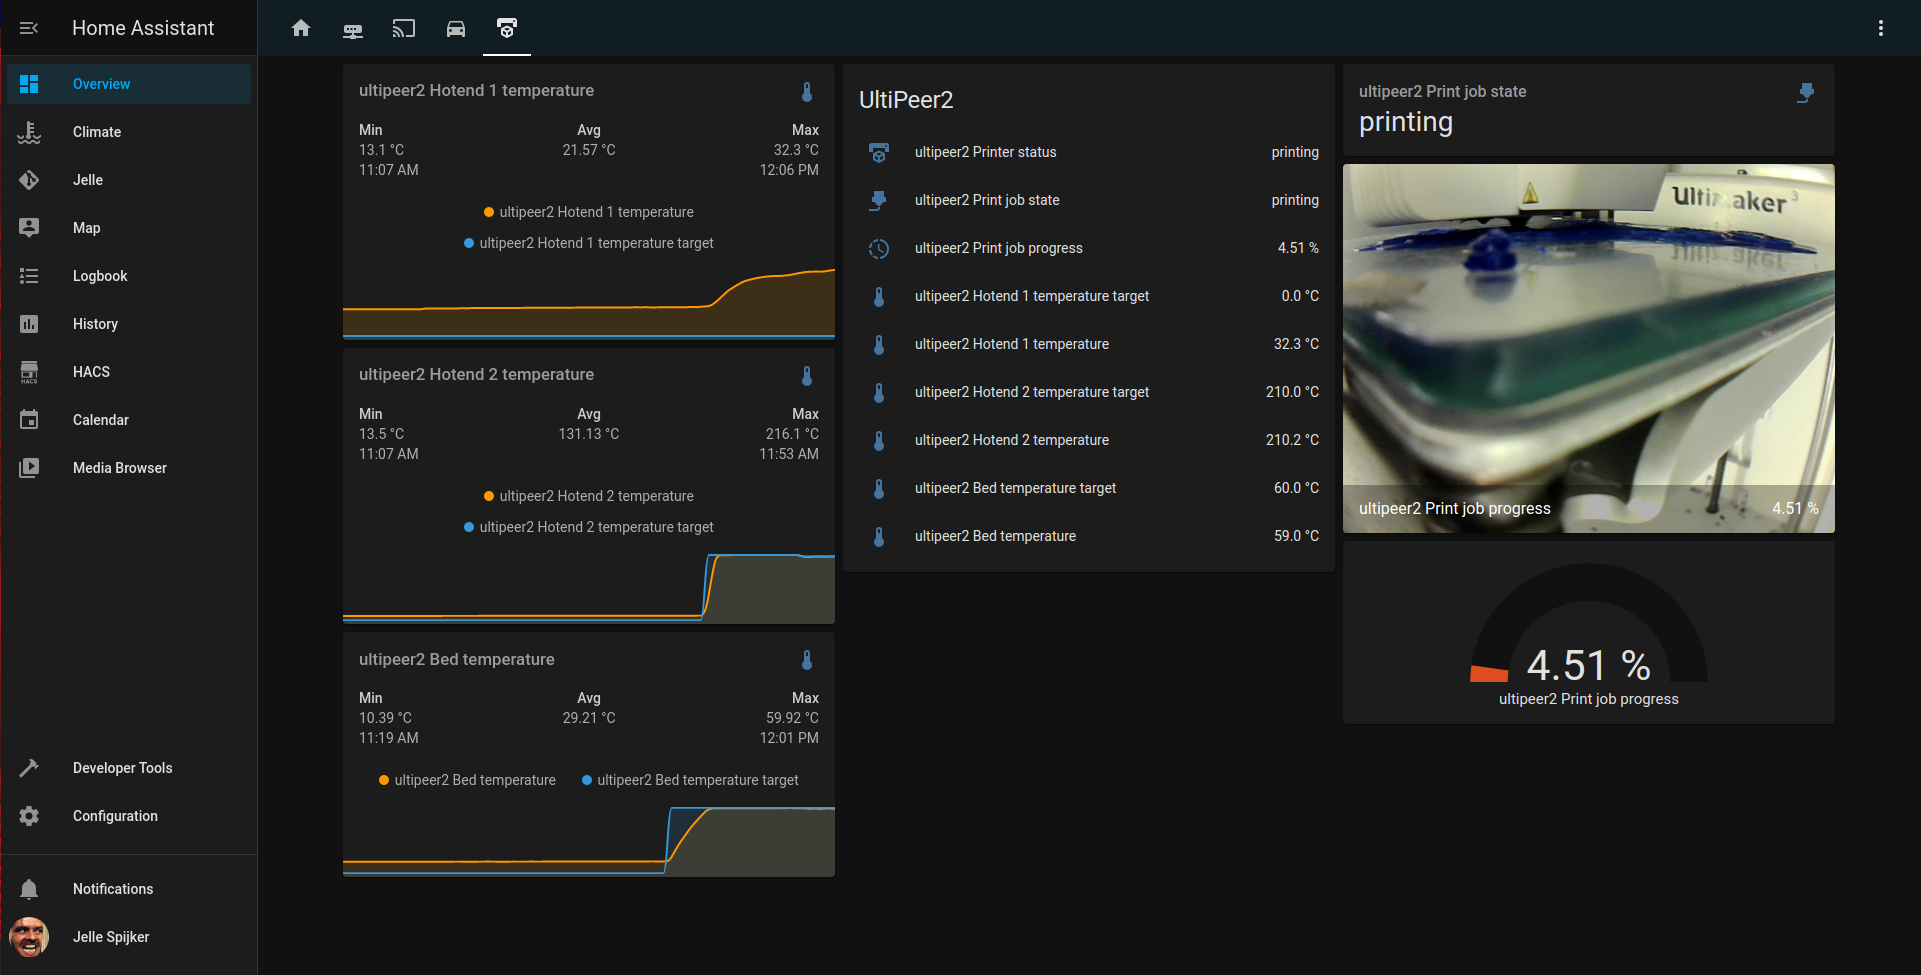 Home Assistant
Overview
Climate
Jelle
Map
Logbook
History
HACS
HACS
Calendar
Media Browser
Developer Tools
Configuration
Notifications
Jelle Spijker
ultipeer2 Hotend 1 temperature
Min Avg Max
13.1 °C 21.57 °C 32.3 °C
11:07 AM 12:06 PM
ultipeer2 Hotend 1 temperature
ultipeer2 Hotend 1 temperature target
ultipeer2 Hotend 2 temperature
Min Avg Max
13.5 °C 131.13 °C 216.1 °C
11:07 AM 11:53 AM
ultipeer2 Hotend 2 temperature
ultipeer2 Hotend 2 temperature target
ultipeer2 Bed temperature
Min Avg Max
10.39 °C 29.21 °C 59.92 °C
11:19 AM 12:01 PM
ultipeer2 Bed temperature ultipeer2 Bed temperature target
UltiPeer2
ultipeer2 Printer status printing
ultipeer2 Print job state printing
ultipeer2 Print job progress 4.51 %
ultipeer2 Hotend 1 temperature target 0.0 °C
ultipeer2 Hotend 1 temperature 32.3 °C
ultipeer2 Hotend 2 temperature target 210.0 °C
ultipeer2 Hotend 2 temperature 210.2 °C
ultipeer2 Bed temperature target 60.0 °C
ultipeer2 Bed temperature 59.0 °C
ultipeer2 Print job state
printing
Ultimaker 3
ultipeer2 Print job progress 4.51 %
4.51 %
ultipeer2 Print job progress